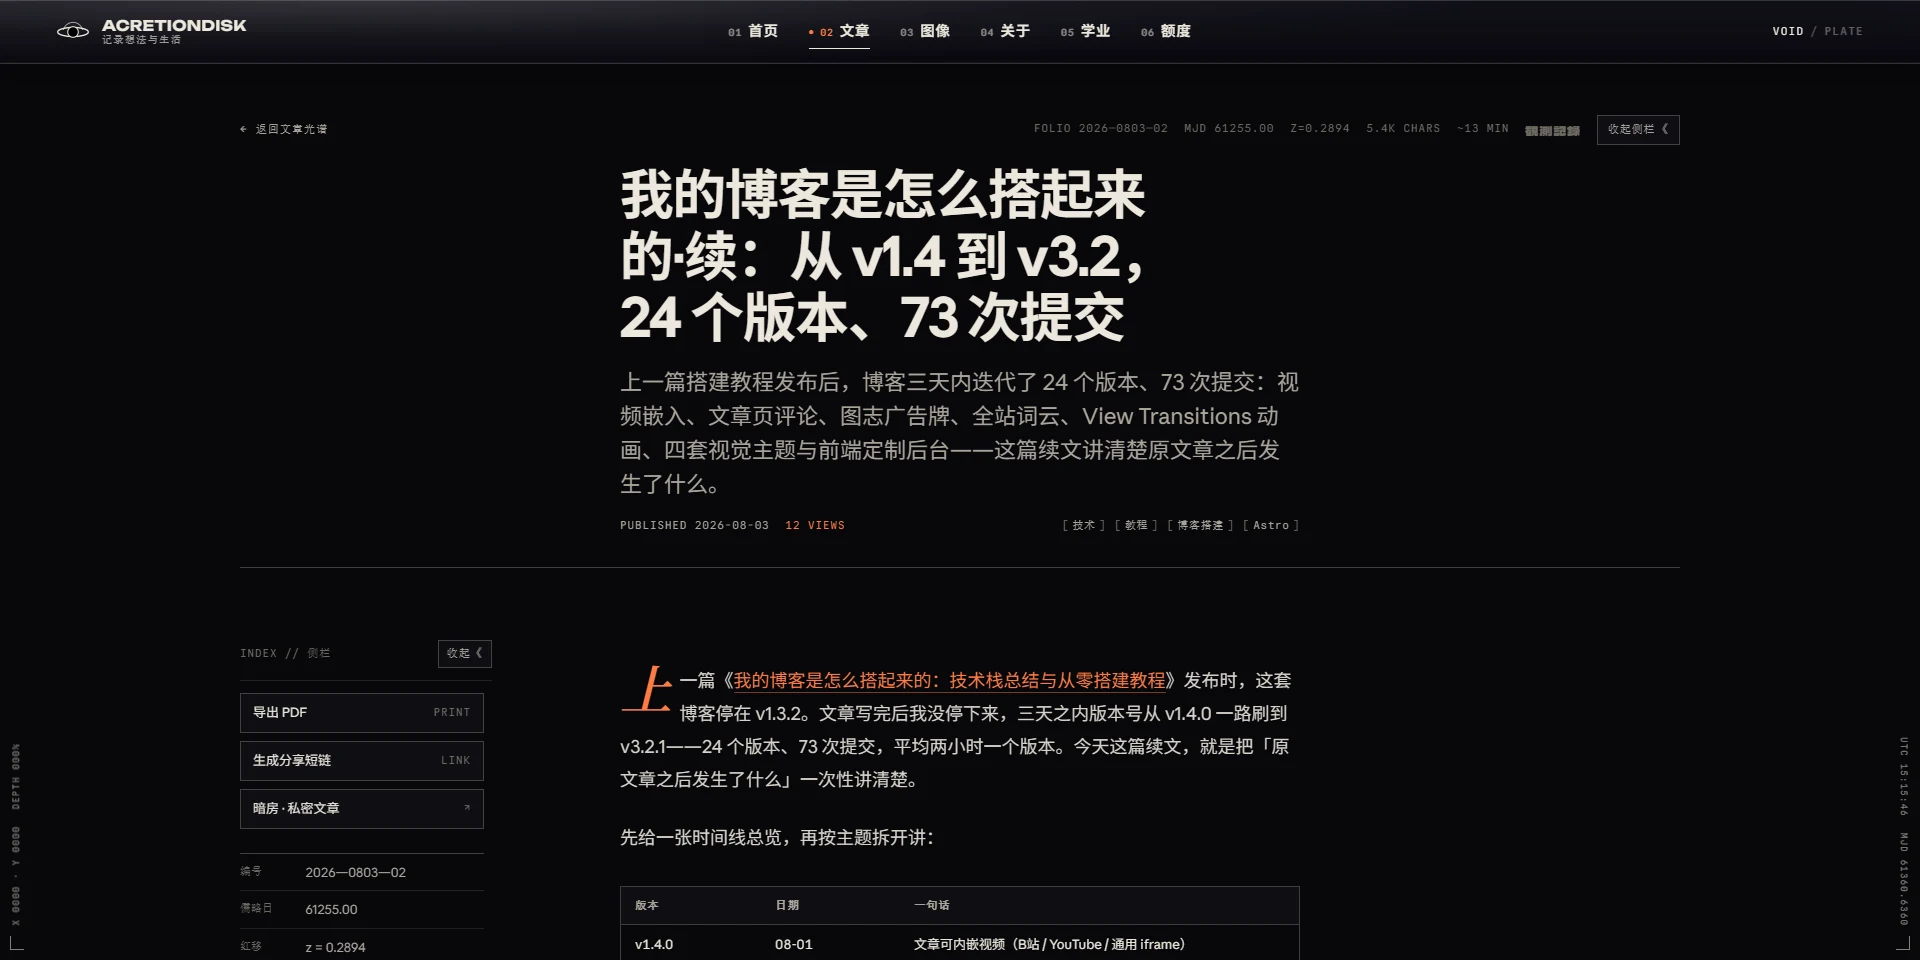 ACRETIONDISK
记录想法与生活
01 首页
02 文章
03 图像
04 关于
05 学业
06 额度
VOID / PLATE
← 返回文章光谱
FOLIO 2026—0803—02 MJD 61255.00 Z=0.2894 5.4K CHARS ~13 MIN
收起侧栏 《
我的博客是怎么搭起来
的·续：从 v1.4 到 v3.2，
24 个版本、73 次提交
上一篇搭建教程发布后，博客三天内迭代了 24 个版本、73 次提交：视
频嵌入、文章页评论、图志广告牌、全站词云、View Transitions 动
画、四套视觉主题与前端定制后台——这篇续文讲清楚原文章之后发
生了什么。
PUBLISHED 2026-08-03 12 VIEWS
[ 技术 ] [ 教程 ] [ 博客搭建 ] [ Astro ]
INDEX // 侧栏
收起 《
导出 PDF PRINT
生成分享短链 LINK
暗房 · 私密文章 ↗
编号 2026—0803—02
儒略日 61255.00
红移 z = 0.2894
上一篇《我的博客是怎么搭起来的：技术栈总结与从零搭建教程》发布时，这套
博客停在 v1.3.2。文章写完后我没停下来，三天之内版本号从 v1.4.0 一路刷到
v3.2.1——24 个版本、73 次提交，平均两小时一个版本。今天这篇续文，就是把「原
文章之后发生了什么」一次性讲清楚。
先给一张时间线总览，再按主题拆开讲：
版本 日期 一句话
v1.4.0 08-01 文章可内嵌视频（B站 / YouTube / 通用 iframe）
X 0000 · Y 0000 DEPTH 000%
UTC 15:15:46 MJD 61360.6360